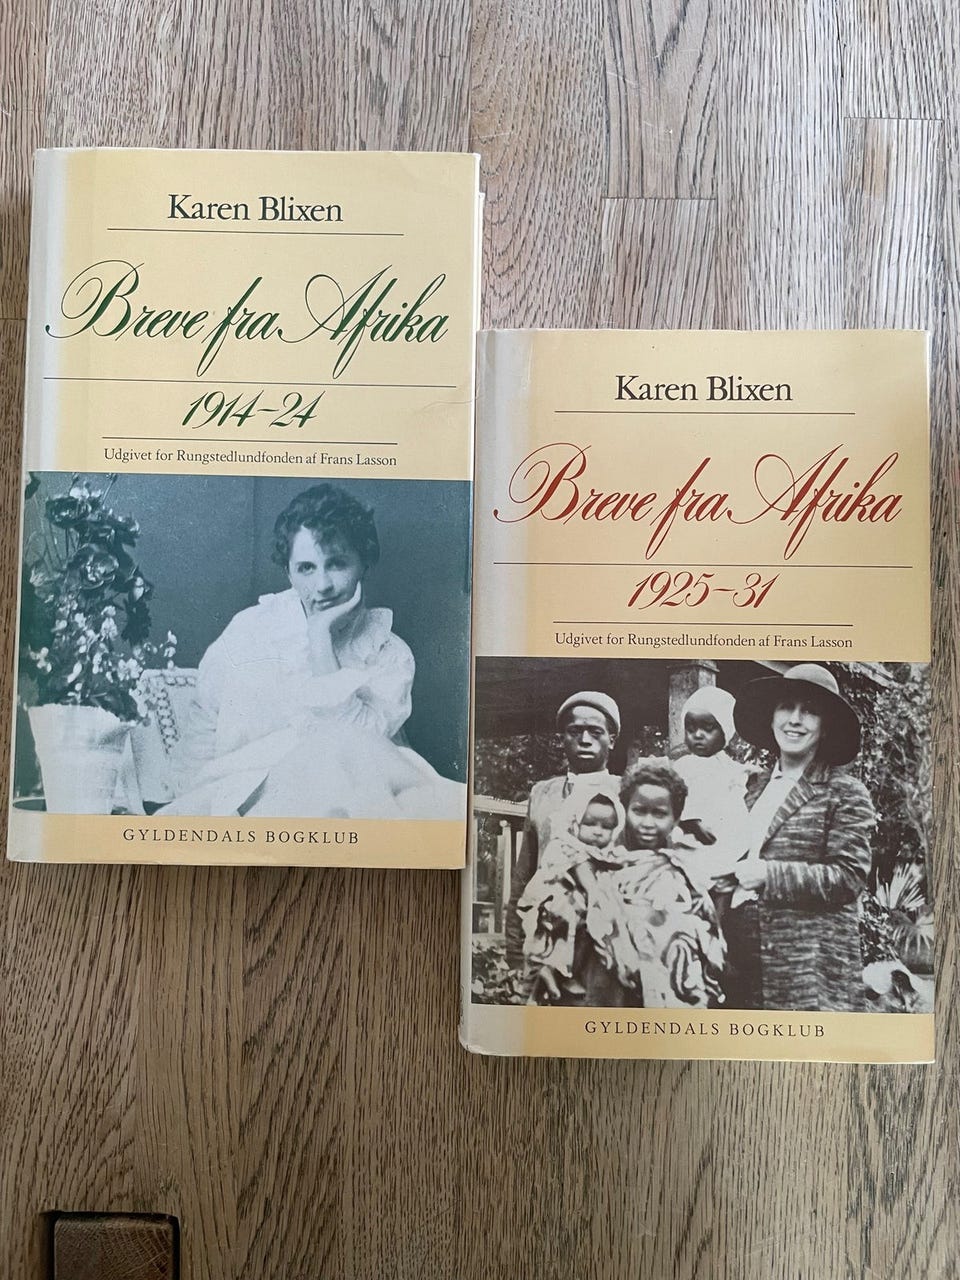 Karen Blixen
Breve fra Afrika
1914-24
Udgivet for Rungstedlundfonden af Frans Lasson
GYLDENDALS BOGKLUB
Karen Blixen
Breve fra Afrika
1925-31
Udgivet for Rungstedlundfonden af Frans Lasson
GYLDENDALS BOGKLUB